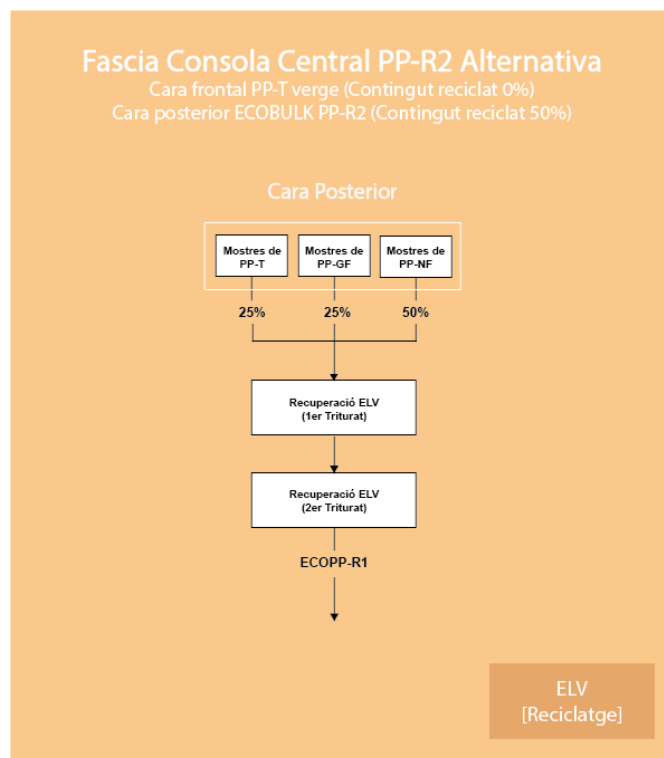 Fascia Consola Central PP-R2 Alternativa
Cara frontal PP-T verge (Contingut reciclat 0%)
Cara posterior ECOBULK PP-R2 (Contingut reciclat 50%)
Cara Posterior
Mostres de
PP-T
Mostres de
PP-GF
Mostres de
PP-NF
25%
25%
50%
Recuperació ELV
(1er Triturat)
Recuperació ELV
(2er Triturat)
ECOPP-R1
ELV
[Reciclatge]